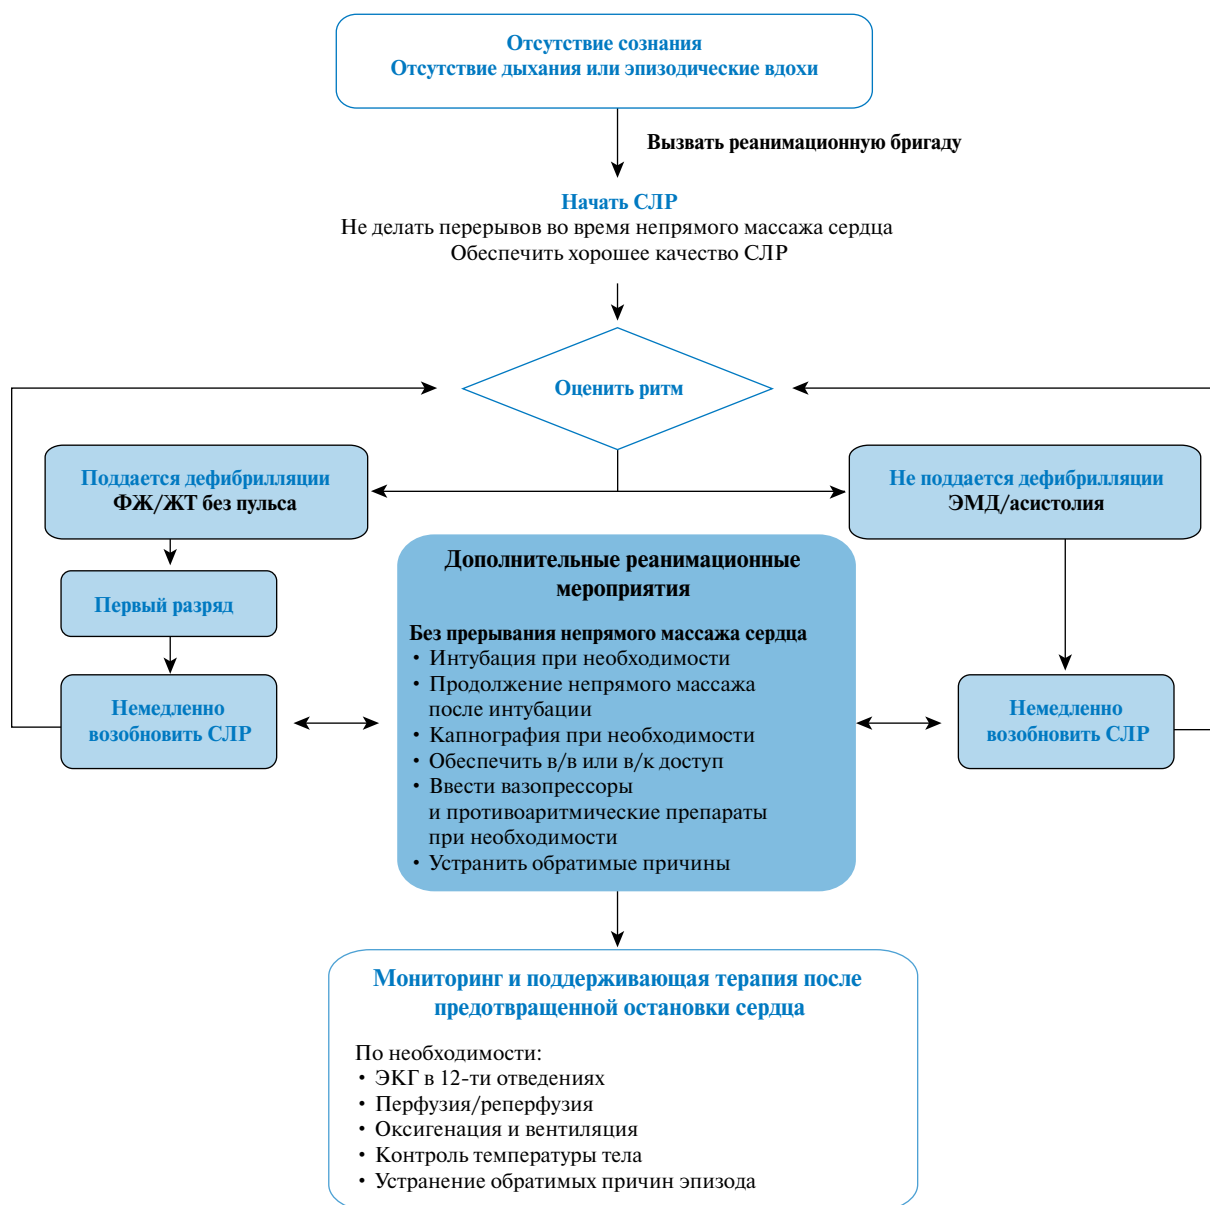 Отсутствие сознания
Отсутствие дыхания или эпизодические вдохи
Вызвать реанимационную бригаду
Начать СЛР
Не делать перерывов во время непрямого массажа сердца
Обеспечить хорошее качество СЛР
Оценить ритм
Поддается дефибрилляции
ФЖ/ЖТ без пульса
Первый разряд
Немедленно
возобновить СЛР
Не поддается дефибрилляции
ЭМД/асистолия
Немедленно
возобновить СЛР
Дополнительные реанимационные
мероприятия
Без прерывания непрямого массажа сердца
• Интубация при необходимости
• Продолжение непрямого массажа
после интубации
• Капнография при необходимости
• Обеспечить в/в или в/к доступ
• Ввести вазопрессоры
и противоаритмические препараты
при необходимости
• Устранить обратимые причины
Мониторинг и поддерживающая терапия после
предотвращенной остановки сердца
По необходимости:
• ЭКГ в 12-ти отведениях
• Перфузия/реперфузия
• Оксигенация и вентиляция
• Контроль температуры тела
• Устранение обратимых причин эпизода